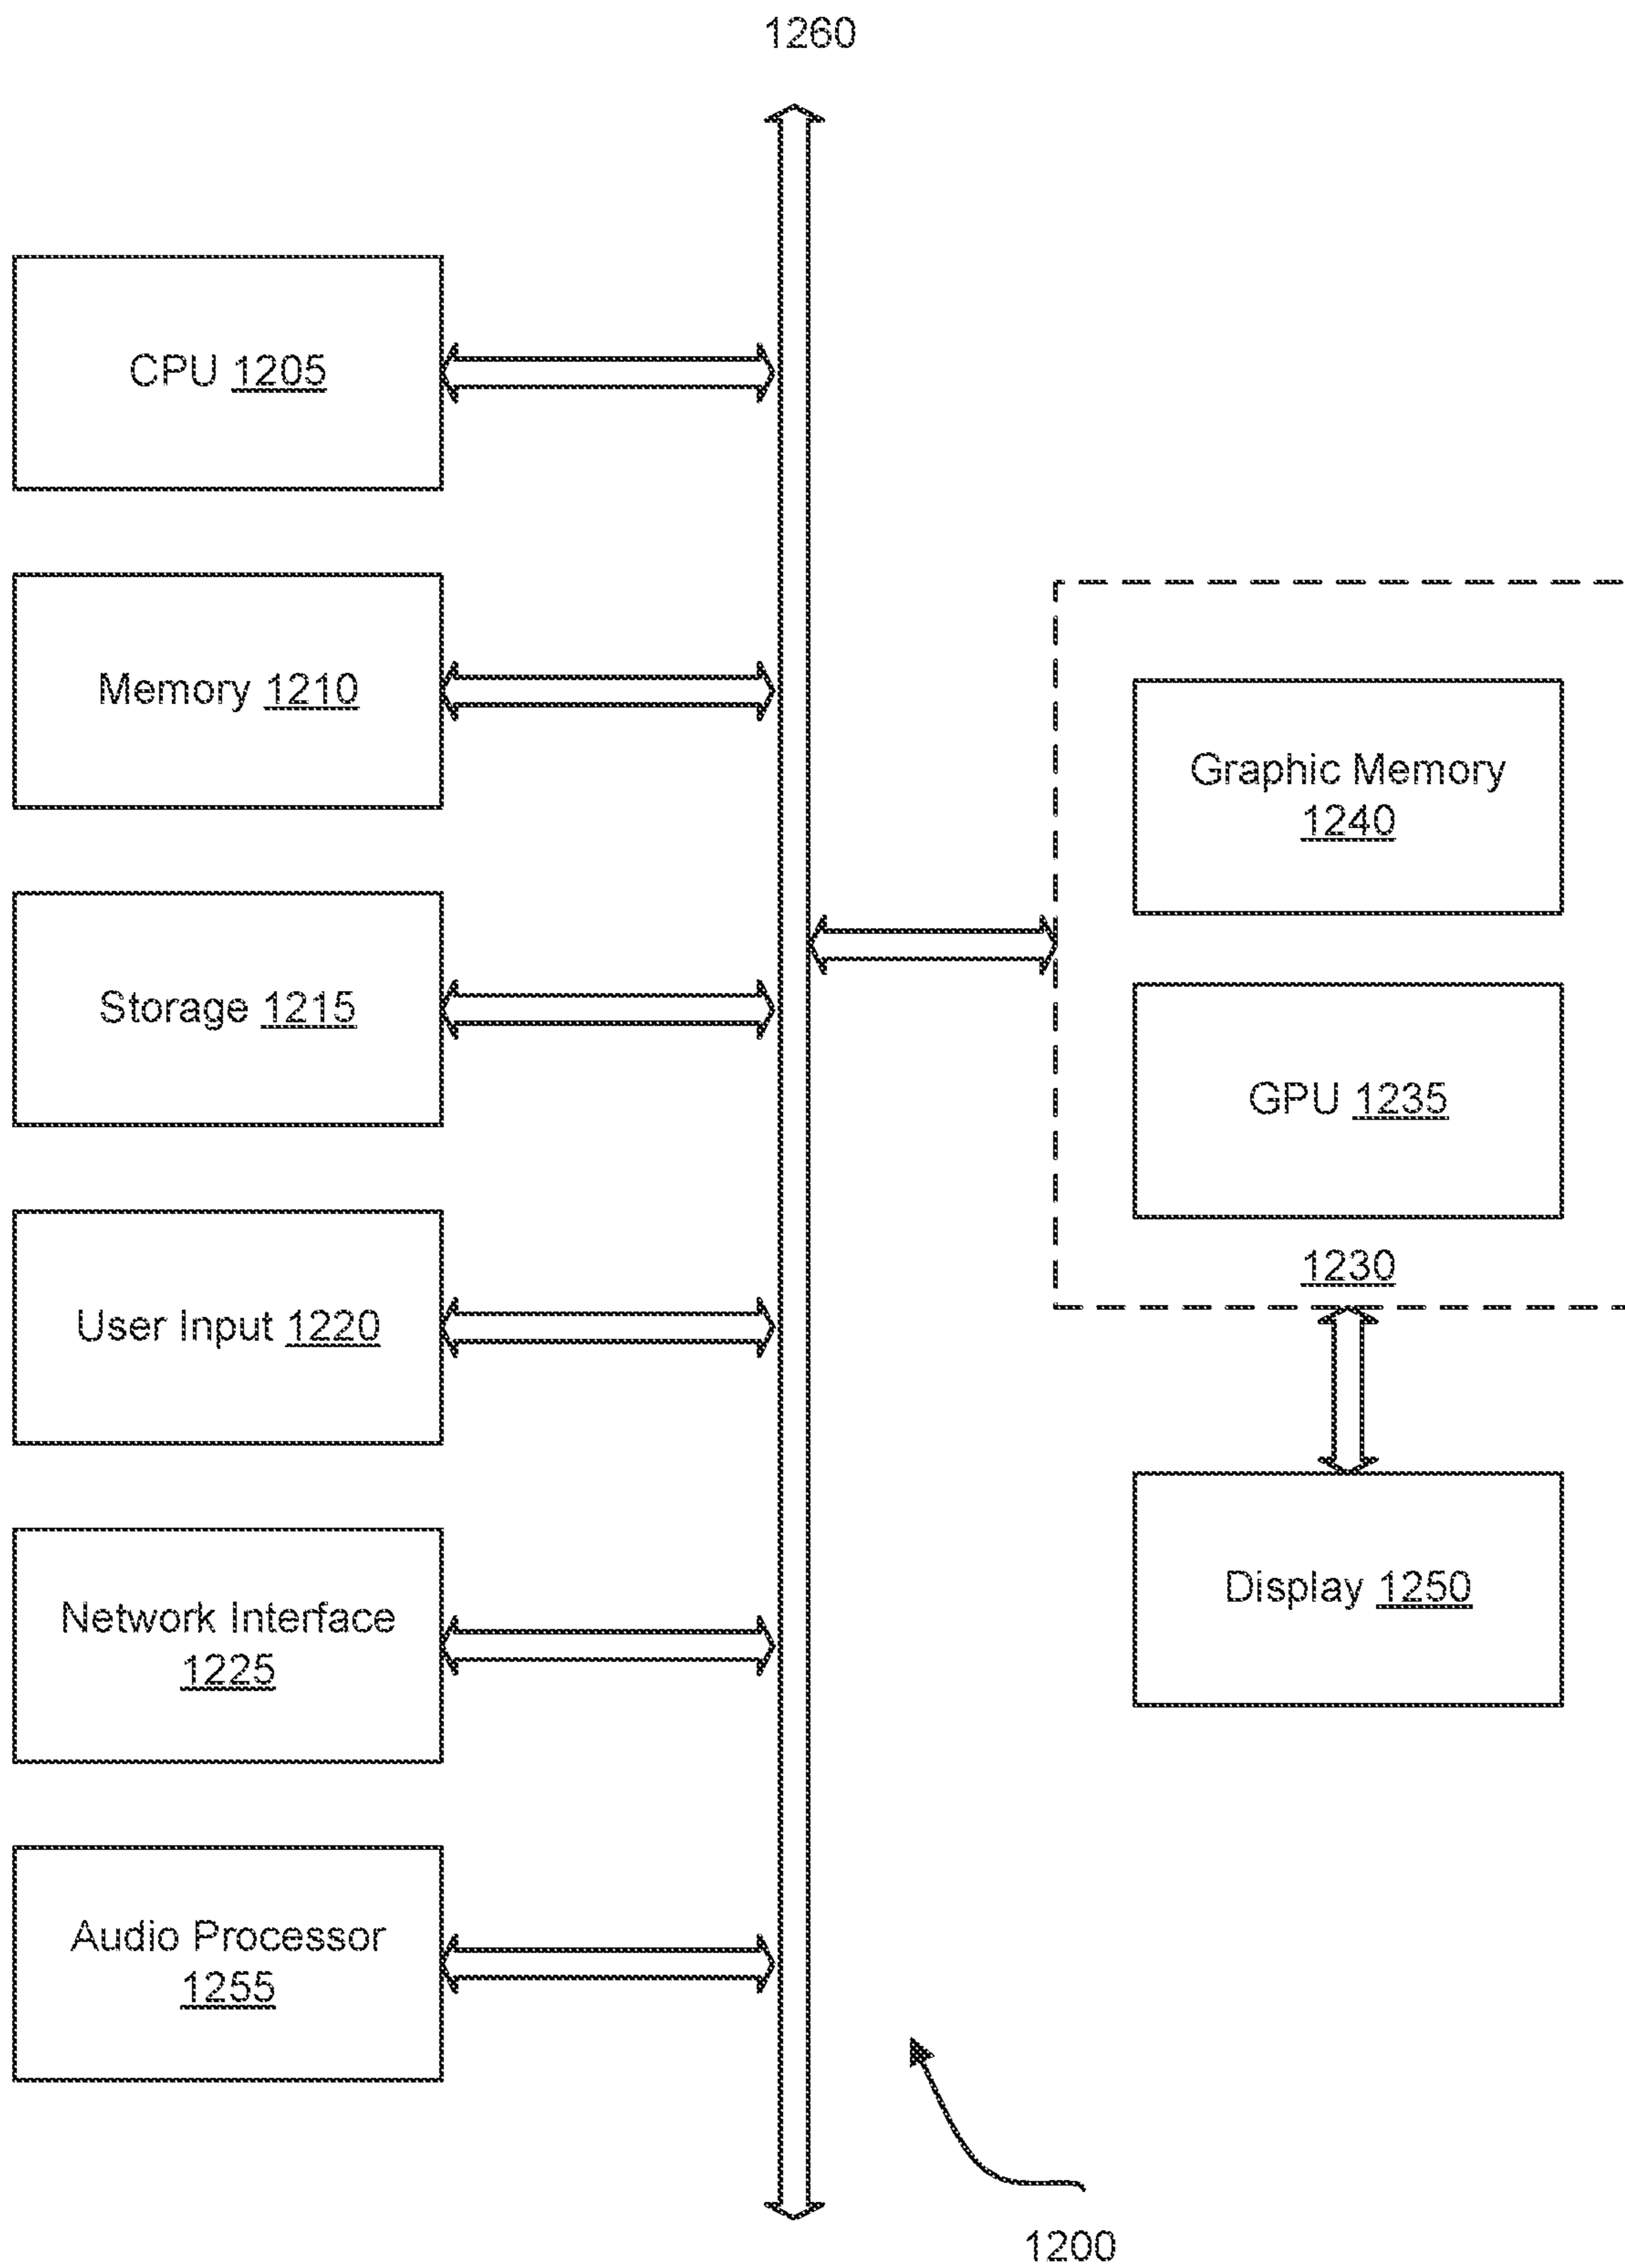 1260
CPU 1205
Memory 1210
Storage 1215
User Input 1220
Network Interface
1225
Audio Processor
1255
Graphic Memory
1240
GPU 1235
1230
Display 1250
1200